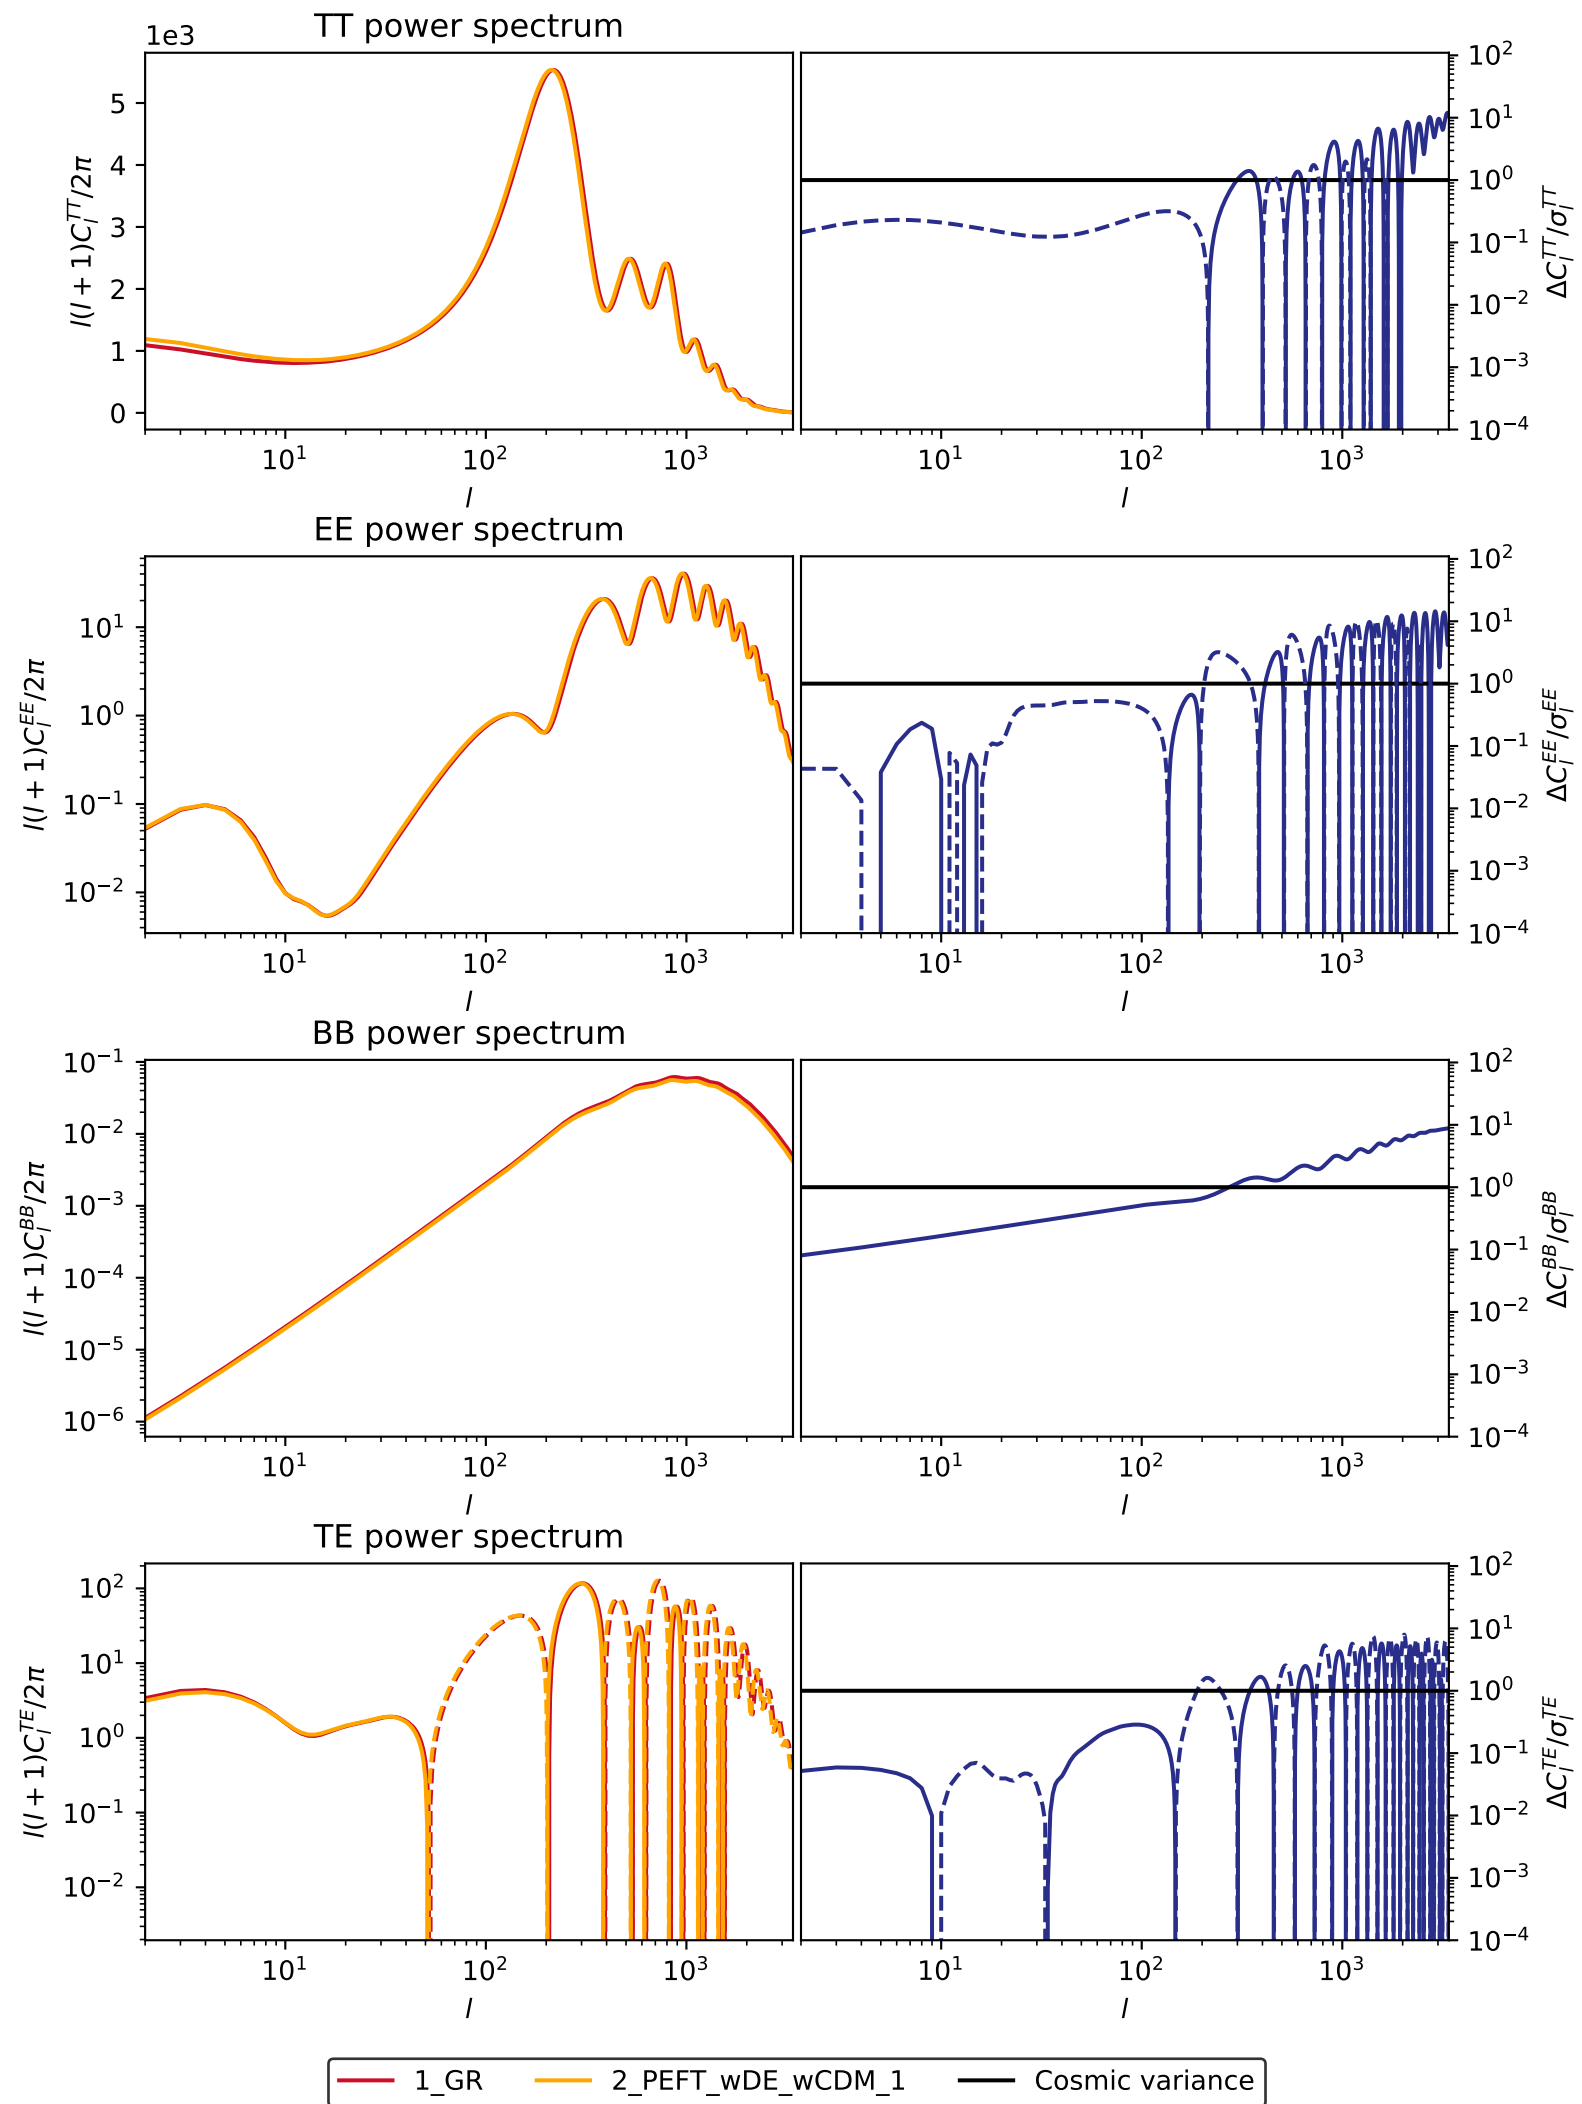 TT power spectrum
1e3
l(l + 1)C_l^{TT}/2π
5
4
3
2
1
0
10^1 10^2 10^3
l
10^1 10^2 10^3
l
10^2
10^1
10^0
10^{−1}
10^{−2}
10^{−3}
10^{−4}
ΔC_l^{TT}/σ_l^{TT}
EE power spectrum
l(l + 1)C_l^{EE}/2π
10^1
10^0
10^{−1}
10^{−2}
10^1 10^2 10^3
l
10^1 10^2 10^3
l
10^2
10^1
10^0
10^{−1}
10^{−2}
10^{−3}
10^{−4}
ΔC_l^{EE}/σ_l^{EE}
BB power spectrum
l(l + 1)C_l^{BB}/2π
10^{−1}
10^{−2}
10^{−3}
10^{−4}
10^{−5}
10^{−6}
10^1 10^2 10^3
l
10^1 10^2 10^3
l
10^2
10^1
10^0
10^{−1}
10^{−2}
10^{−3}
10^{−4}
ΔC_l^{BB}/σ_l^{BB}
TE power spectrum
l(l + 1)C_l^{TE}/2π
10^2
10^1
10^0
10^{−1}
10^{−2}
10^1 10^2 10^3
l
10^1 10^2 10^3
l
10^2
10^1
10^0
10^{−1}
10^{−2}
10^{−3}
10^{−4}
ΔC_l^{TE}/σ_l^{TE}
1_GR 2_PEFT_wDE_wCDM_1 Cosmic variance